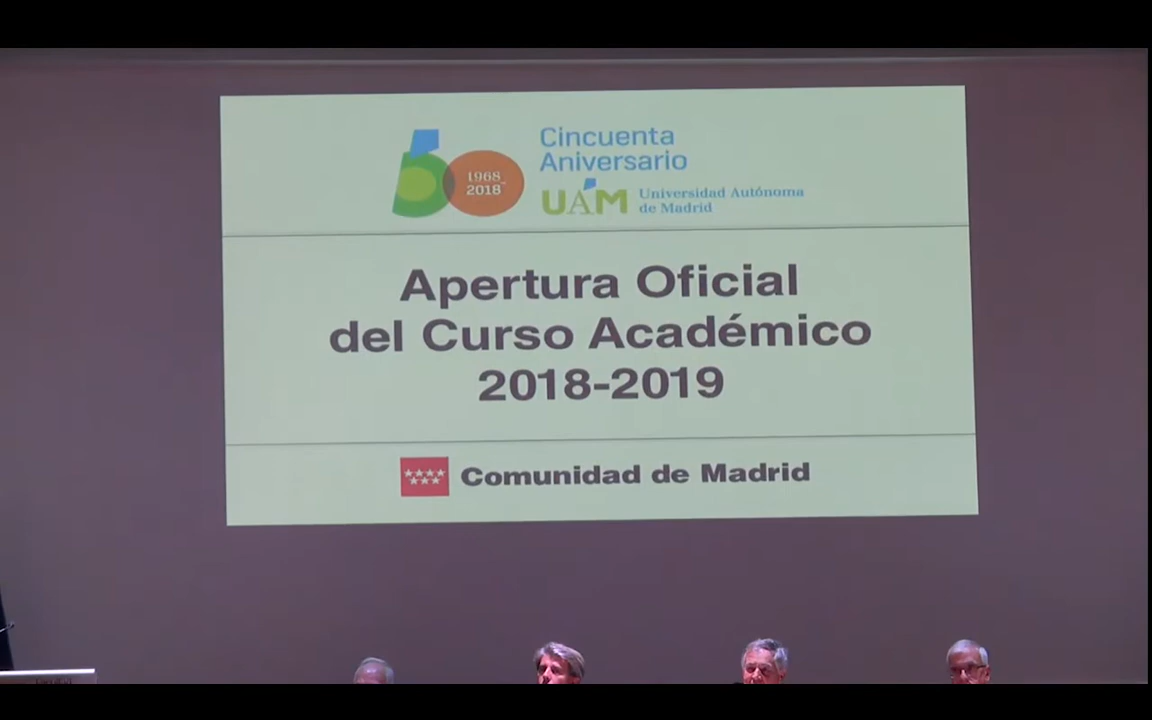 1968
2018
Cincuenta
Aniversario
UAM
Universidad Autónoma
de Madrid
Apertura Oficial
del Curso Académico
2018-2019
Comunidad de Madrid